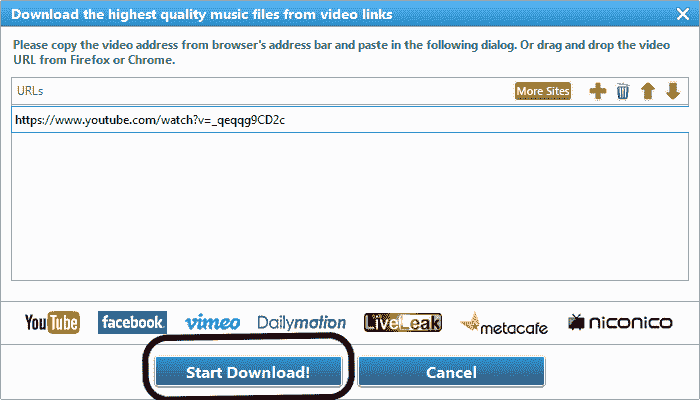 Download the highest quality music files from video links
Please copy the video address from browser's address bar and paste in the following dialog. Or drag and drop the video
URL from Firefox or Chrome.
URLs More Sites
https://www.youtube.com/watch?v=_qeqqg9CD2c
YouTube facebook vimeo Dailymotion LiveLeak metacafe niconico
Start Download! Cancel